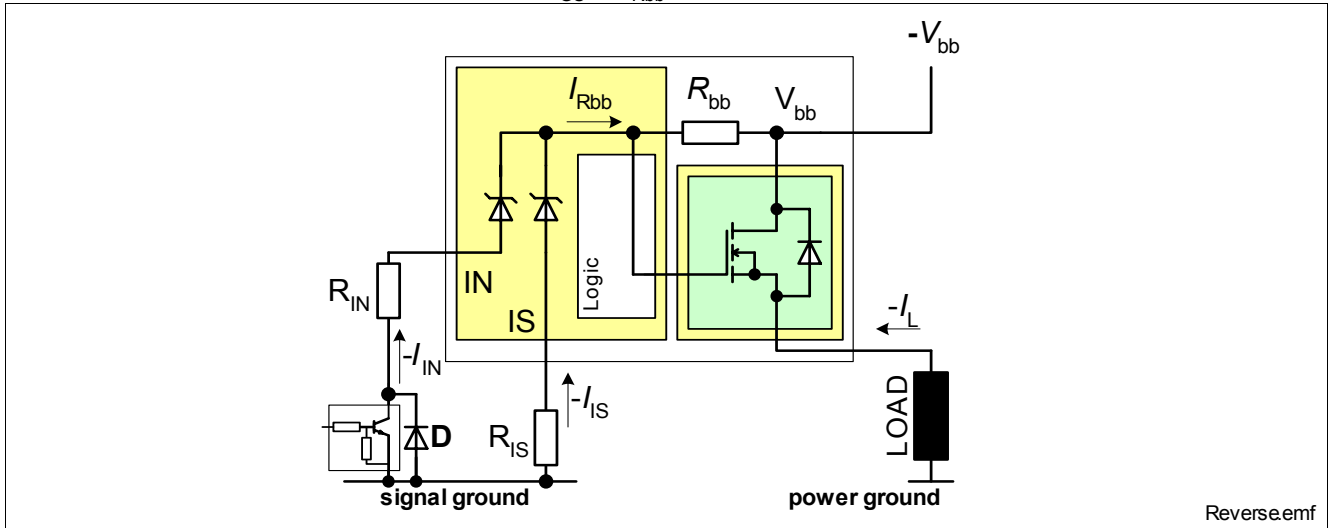 Rbb
-Vbb
IRbb
Rbb
Vbb
RIN
IN
Logic
IS
-IL
-IIN
-IIS
D
RIS
LOAD
signal ground
power ground
Reverse.emf